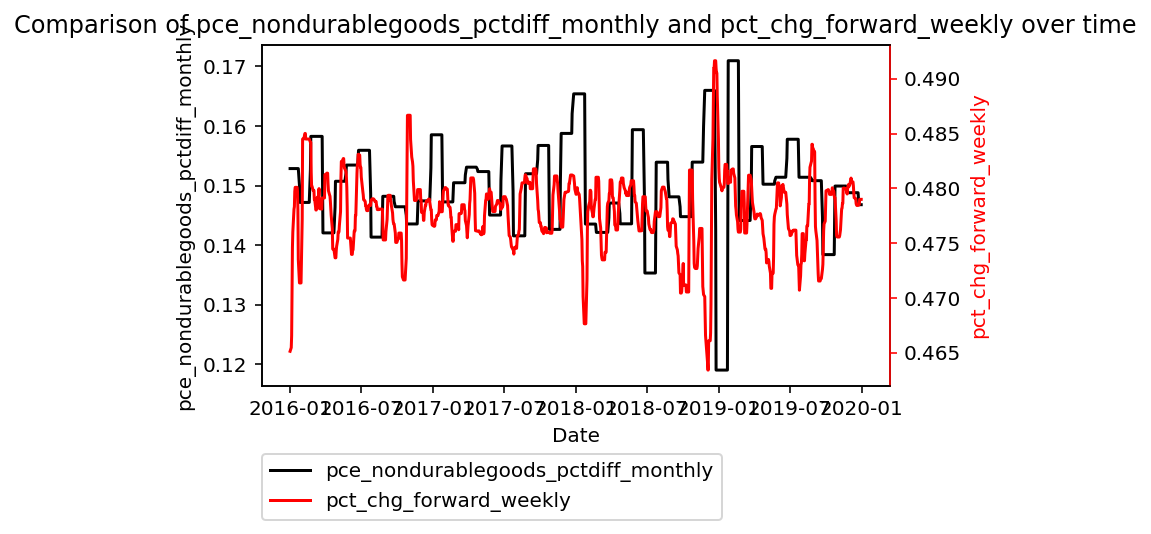 Comparison of pce_nondurablegoods_pctdiff_monthly and pct_chg_forward_weekly over time
pce_nondurablegoods_pctdiff_monthly
0.17
0.16
0.15
0.14
0.13
0.12
0.490
0.485
0.480
0.475
0.470
0.465
pct_chg_forward_weekly
2016-01 2016-07 2017-01 2017-07 2018-01 2018-07 2019-01 2019-07 2020-01
Date
pce_nondurablegoods_pctdiff_monthly
pct_chg_forward_weekly